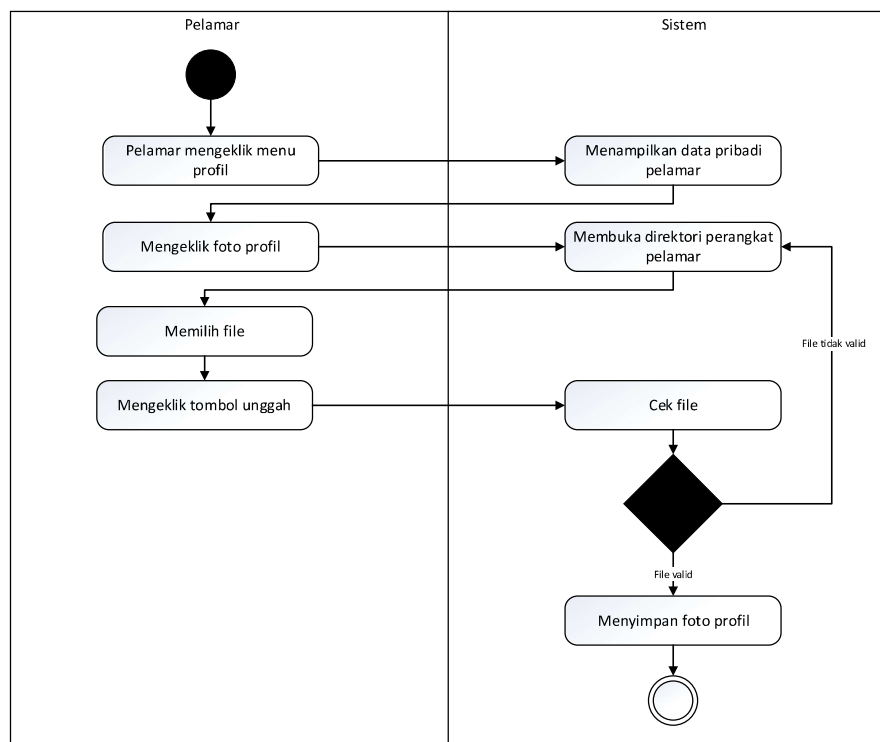 Pelamar
Sistem
Pelamar mengeklik menu
profil
Menampilkan data pribadi
pelamar
Mengeklik foto profil
Membuka direktori perangkat
pelamar
Memilih file
File tidak valid
Mengeklik tombol unggah
Cek file
File valid
Menyimpan foto profil